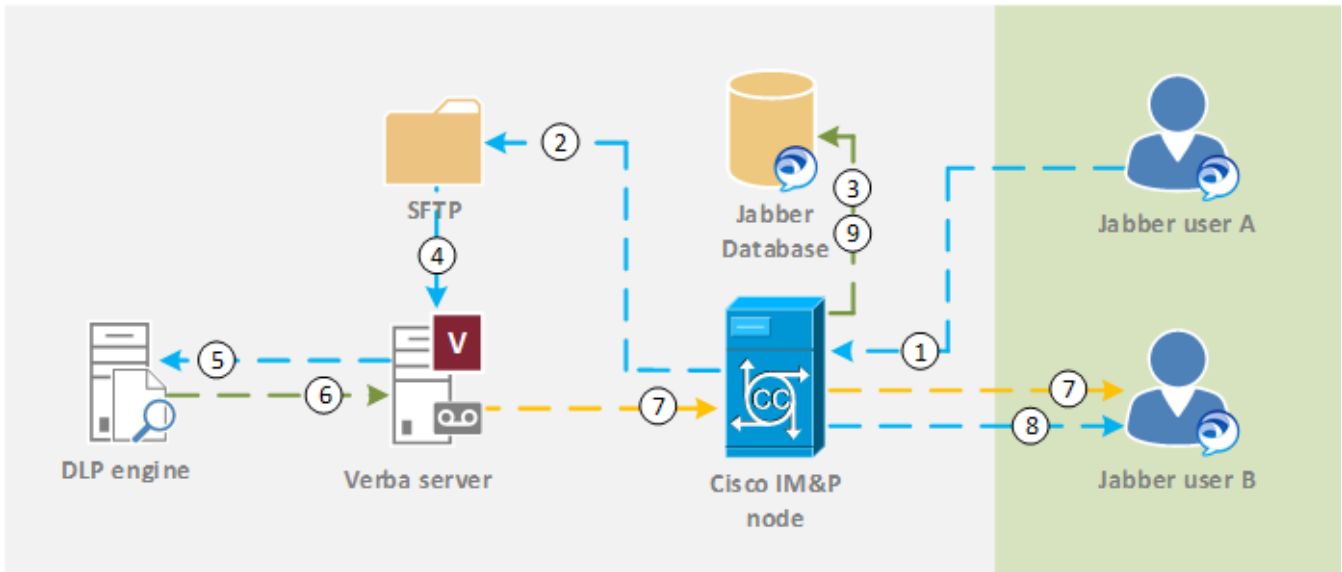 2
SFTP
Jabber
Database
3
9
Jabber user A
4
V
5
6
DLP engine
Verba server
7
CC
Cisco IM&P
node
1
7
8
Jabber user B